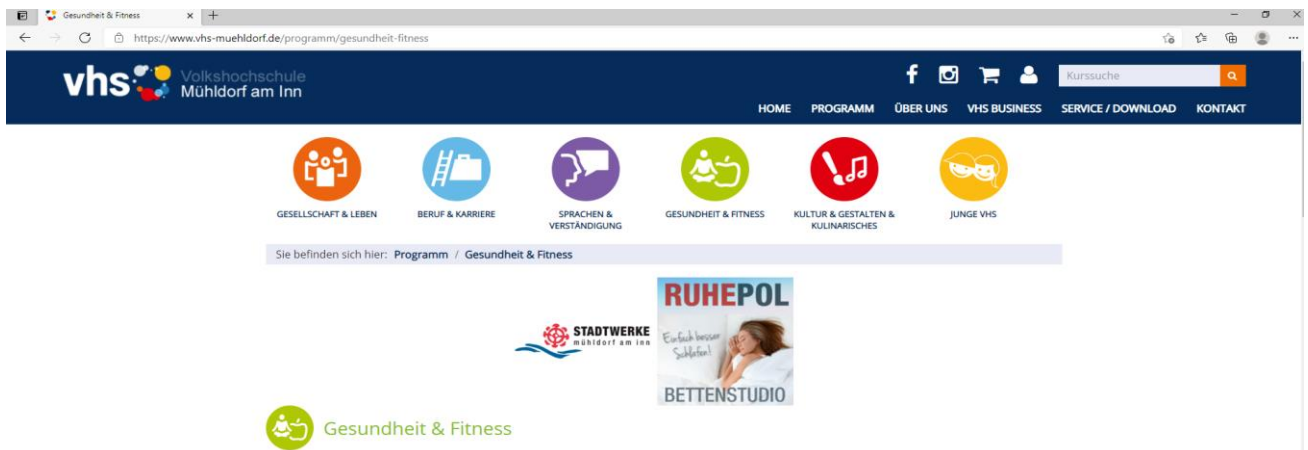 Gesundheit & Fitness
https://www.vhs-muehldorf.de/programm/gesundheit-fitness
vhs
Volkshochschule
Mühldorf am Inn
Kurssuche
HOME PROGRAMM ÜBER UNS VHS BUSINESS SERVICE / DOWNLOAD KONTAKT
GESELLSCHAFT & LEBEN
BERUF & KARRIERE
SPRACHEN &
VERSTÄNDIGUNG
GESUNDHEIT & FITNESS
KULTUR & GESTALTEN &
KULINARISCHES
JUNGE VHS
Sie befinden sich hier: Programm / Gesundheit & Fitness
STADTWERKE
mühldorf am inn
RUHEPOL
Einfach besser
Schlafen!
BETTENSTUDIO
Gesundheit & Fitness